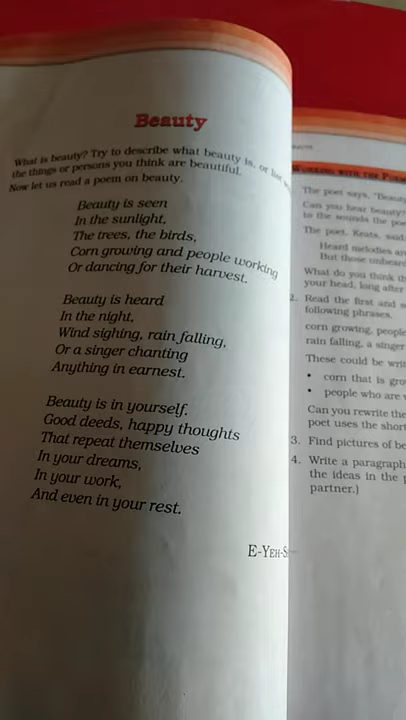 Beauty
What is beauty? Try to describe what beauty is, or list
the things or persons you think are beautiful.
Now let us read a poem on beauty.
Beauty is seen
In the sunlight,
The trees, the birds,
Corn growing and people working
Or dancing for their harvest.
Beauty is heard
In the night,
Wind sighing, rain falling,
Or a singer chanting
Anything in earnest.
Beauty is in yourself.
Good deeds, happy thoughts
That repeat themselves
In your dreams,
In your work,
And even in your rest.
E-YEH-S
WORKING WITH THE POEM
The poet says, "Beauty
Can you hear beauty?
to the sounds the poe
The poet, Keats, said
Heard melodies are
But those unheard
What do you think th
your head, long after
2. Read the first and s
following phrases.
corn growing, people
rain falling, a singer
These could be writ
• corn that is gro
• people who are w
Can you rewrite the
poet uses the short
3. Find pictures of be
4. Write a paragraph
the ideas in the p
partner.)